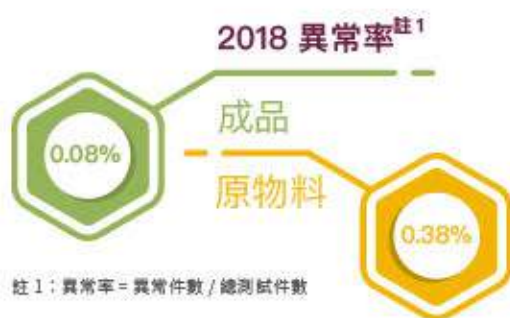 2018 異常率註1
成品
0.08%
原物料
0.38%
註 1：異常率 = 異常件數 / 總測試件數